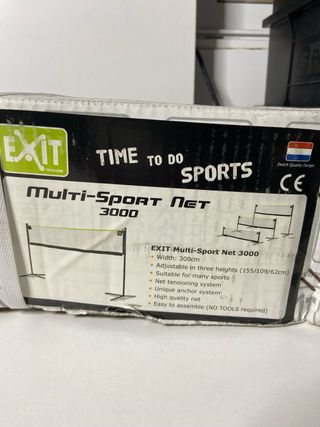 EXIT
TIME TO DO
SPORTS
Dutch Quality Design
CE
MULTI-SPORT NET
3000
EXIT Multi-Sport Net 3000
• Width: 300cm
• Adjustable in three heights (155/109/62cm)
• Suitable for many sports
• Net tensioning system
• Unique anchor system
• High quality net
• Easy to assemble (NO TOOLS required)